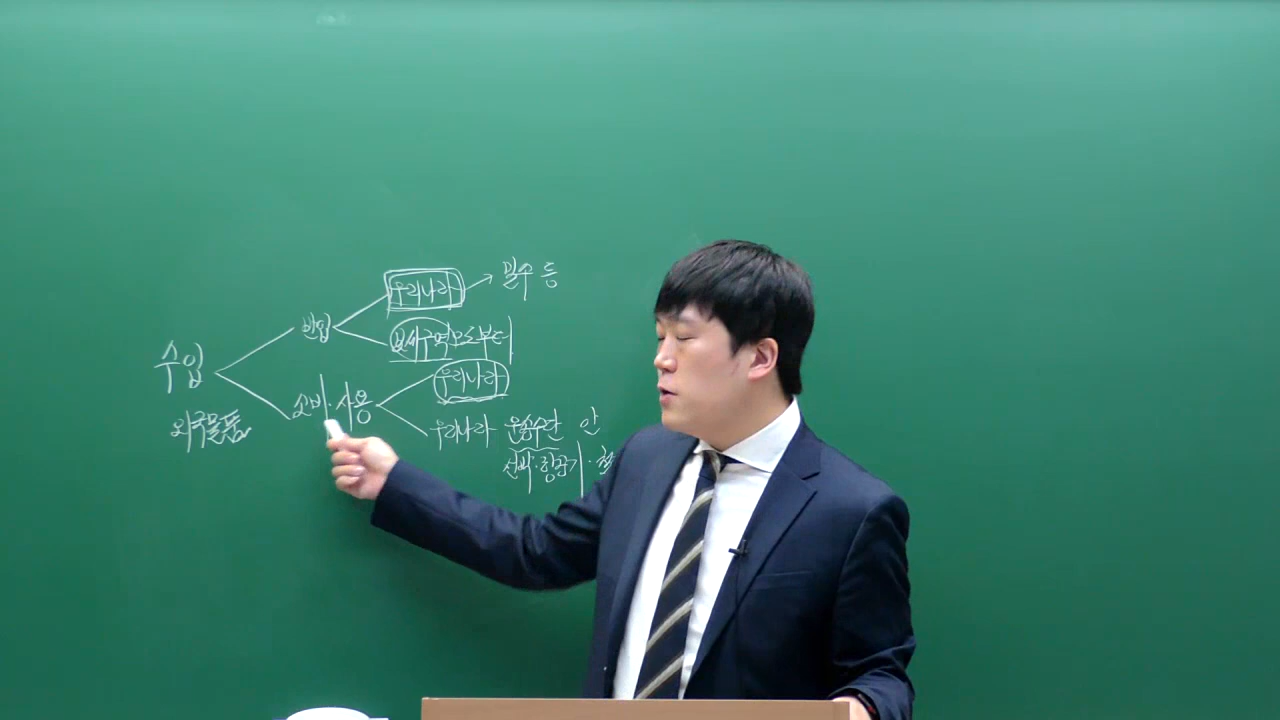 우리나라 → 밀수 등
반입
보세구역으로부터
수입
우리나라
소비·사용
외국물품
우리나라 운송수단 안
선박·항공기·